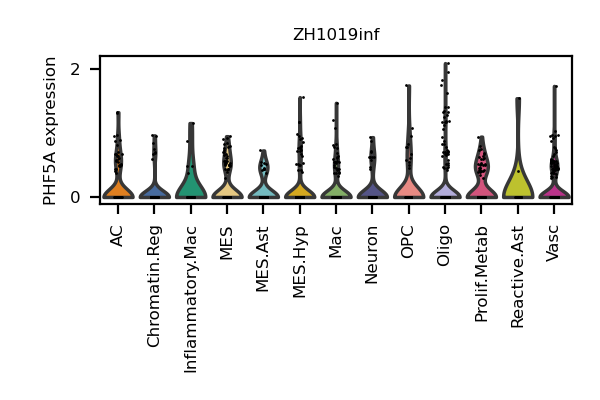 ZH1019inf
PHF5A expression
2
0
AC
Chromatin.Reg
Inflammatory.Mac
MES
MES.Ast
MES.Hyp
Mac
Neuron
OPC
Oligo
Prolif.Metab
Reactive.Ast
Vasc